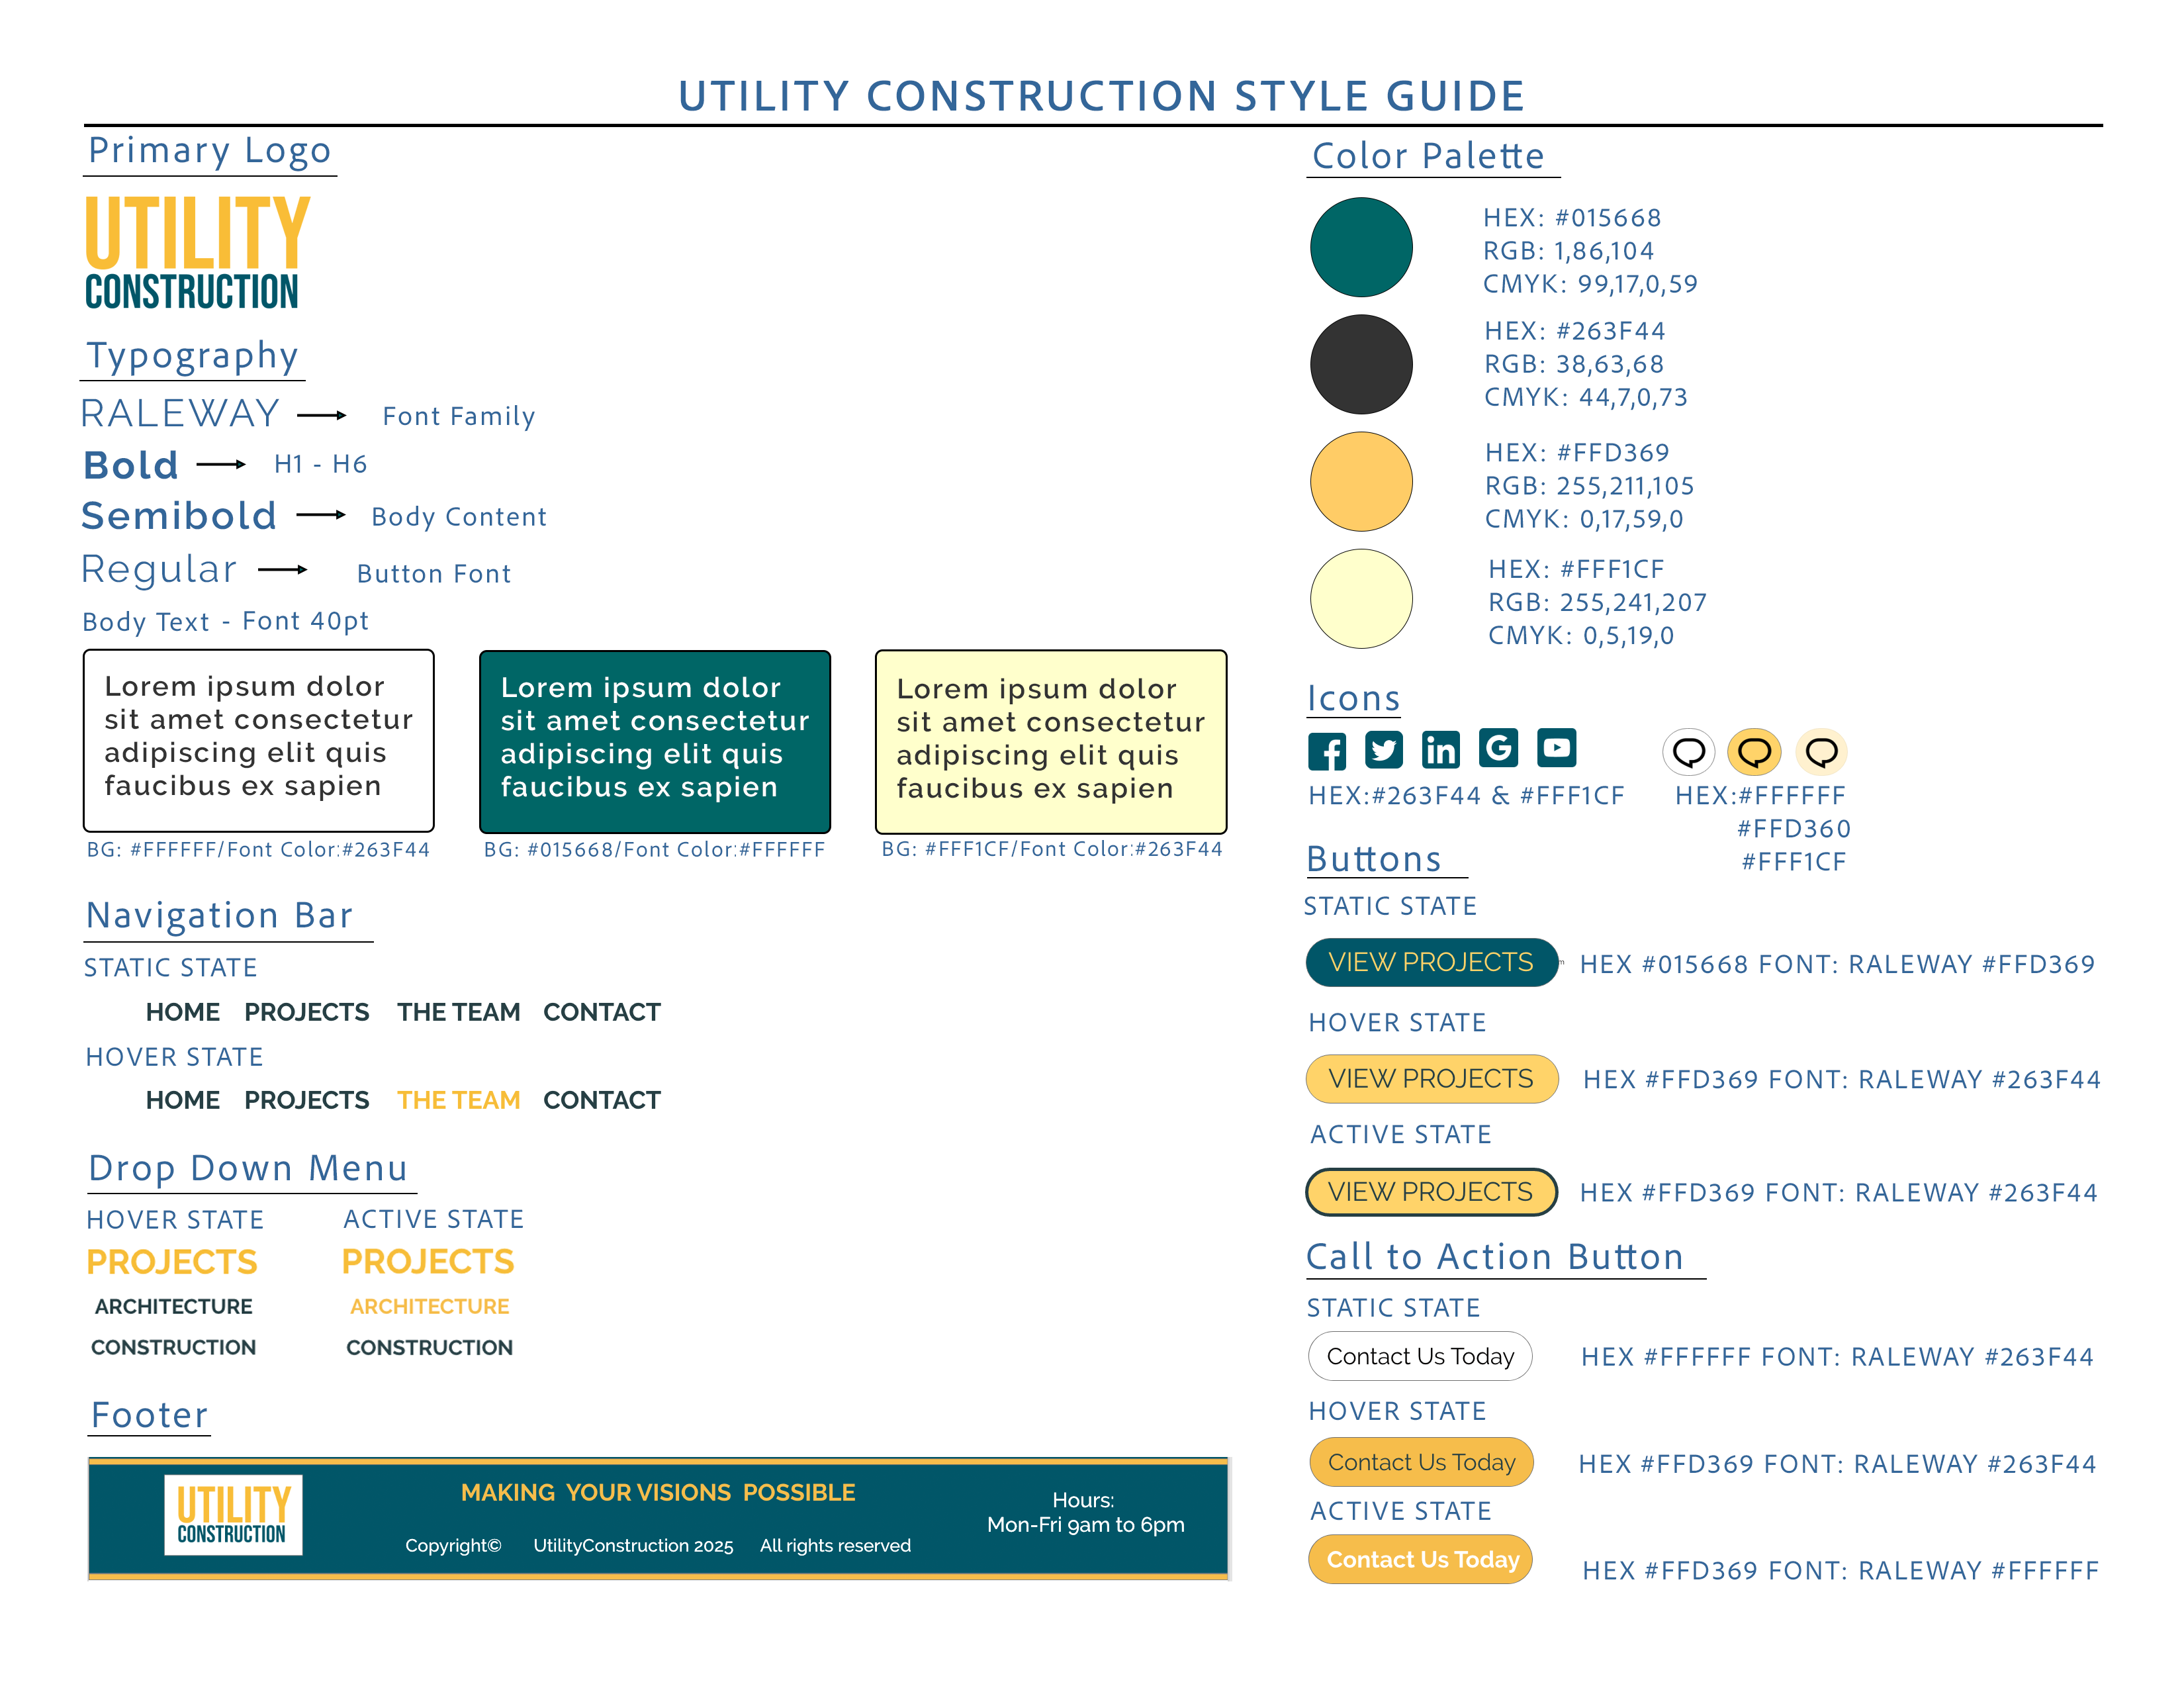 UTILITY CONSTRUCTION STYLE GUIDE
Primary Logo
UTILITY
CONSTRUCTION
Typography
RALEWAY Font Family
Bold H1 - H6
Semibold Body Content
Regular Button Font
Body Text - Font 40pt
Lorem ipsum dolor
sit amet consectetur
adipiscing elit quis
faucibus ex sapien
BG: #FFFFFF/Font Color:#263F44
Lorem ipsum dolor
sit amet consectetur
adipiscing elit quis
faucibus ex sapien
BG: #015668/Font Color:#FFFFFF
Lorem ipsum dolor
sit amet consectetur
adipiscing elit quis
faucibus ex sapien
BG: #FFF1CF/Font Color:#263F44
Navigation Bar
STATIC STATE
HOME PROJECTS THE TEAM CONTACT
HOVER STATE
HOME PROJECTS THE TEAM CONTACT
Drop Down Menu
HOVER STATE
PROJECTS
ARCHITECTURE
CONSTRUCTION
ACTIVE STATE
PROJECTS
ARCHITECTURE
CONSTRUCTION
Footer
UTILITY
CONSTRUCTION
MAKING YOUR VISIONS POSSIBLE
Copyright© UtilityConstruction 2025 All rights reserved
Hours:
Mon-Fri 9am to 6pm
Color Palette
HEX: #015668
RGB: 1,86,104
CMYK: 99,17,0,59
HEX: #263F44
RGB: 38,63,68
CMYK: 44,7,0,73
HEX: #FFD369
RGB: 255,211,105
CMYK: 0,17,59,0
HEX: #FFF1CF
RGB: 255,241,207
CMYK: 0,5,19,0
Icons
in G
HEX:#263F44 & #FFF1CF
HEX:#FFFFFF
#FFD360
#FFF1CF
Buttons
STATIC STATE
VIEW PROJECTS HEX #015668 FONT: RALEWAY #FFD369
HOVER STATE
VIEW PROJECTS HEX #FFD369 FONT: RALEWAY #263F44
ACTIVE STATE
VIEW PROJECTS HEX #FFD369 FONT: RALEWAY #263F44
Call to Action Button
STATIC STATE
Contact Us Today HEX #FFFFFF FONT: RALEWAY #263F44
HOVER STATE
Contact Us Today HEX #FFD369 FONT: RALEWAY #263F44
ACTIVE STATE
Contact Us Today HEX #FFD369 FONT: RALEWAY #FFFFFF